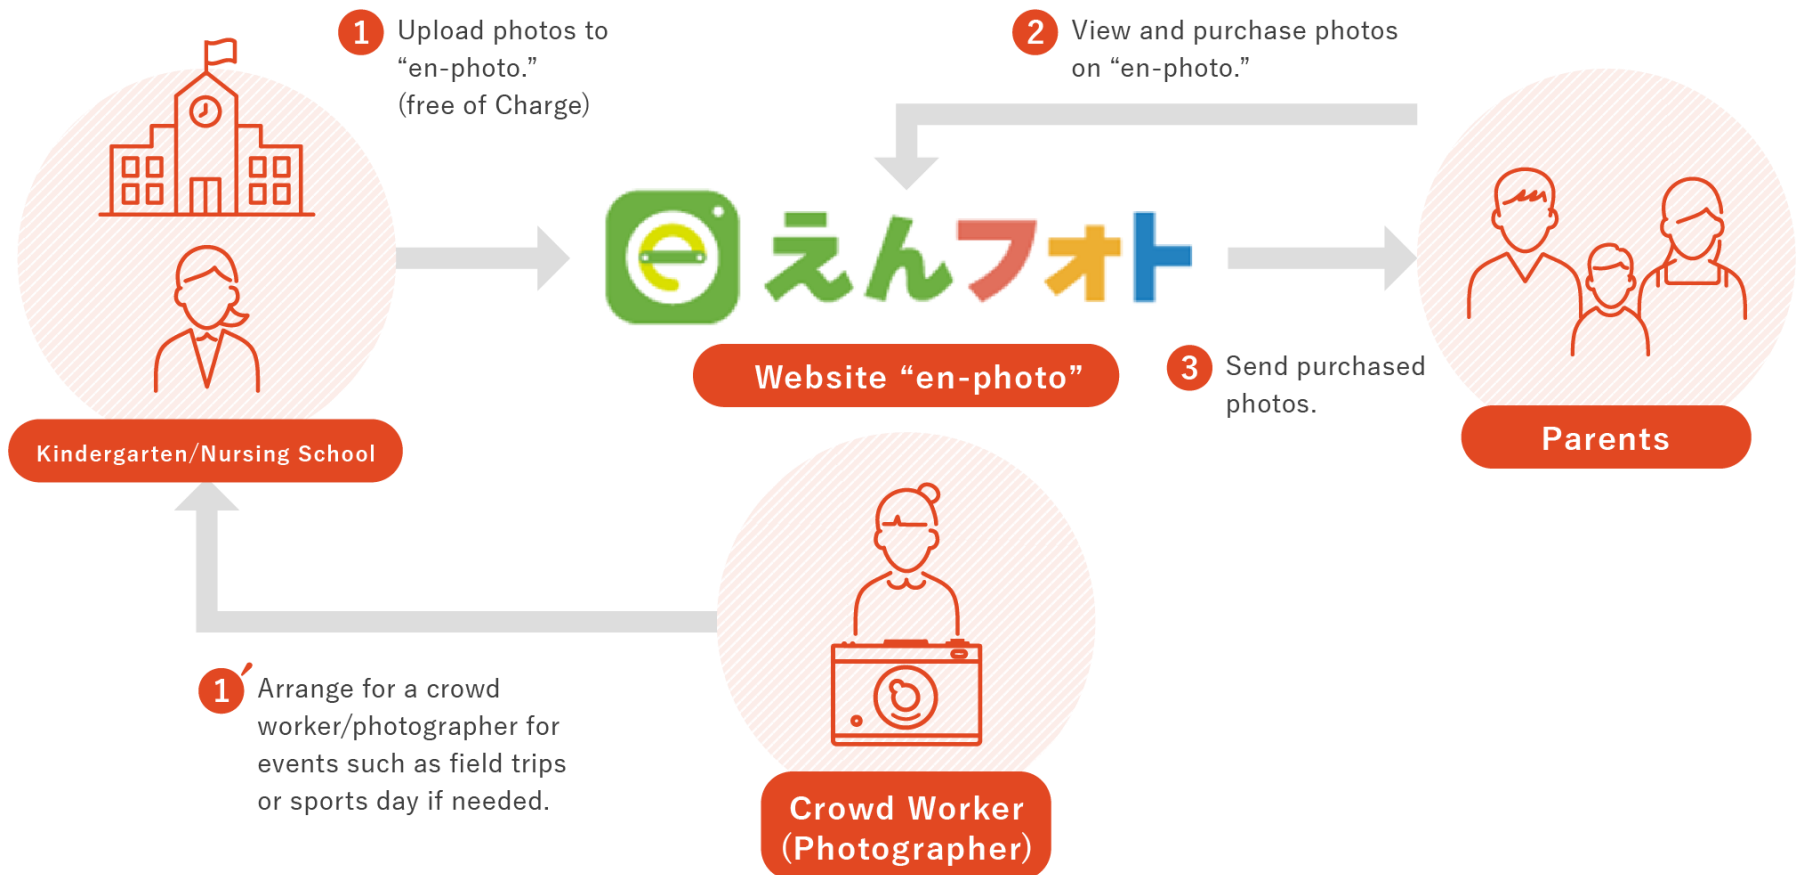 1 Upload photos to
“en-photo.”
(free of Charge)
2 View and purchase photos
on “en-photo.”
e えんフォト
Website “en-photo”
3 Send purchased
photos.
Kindergarten/Nursing School
Parents
1′ Arrange for a crowd
worker/photographer for
events such as field trips
or sports day if needed.
Crowd Worker
(Photographer)